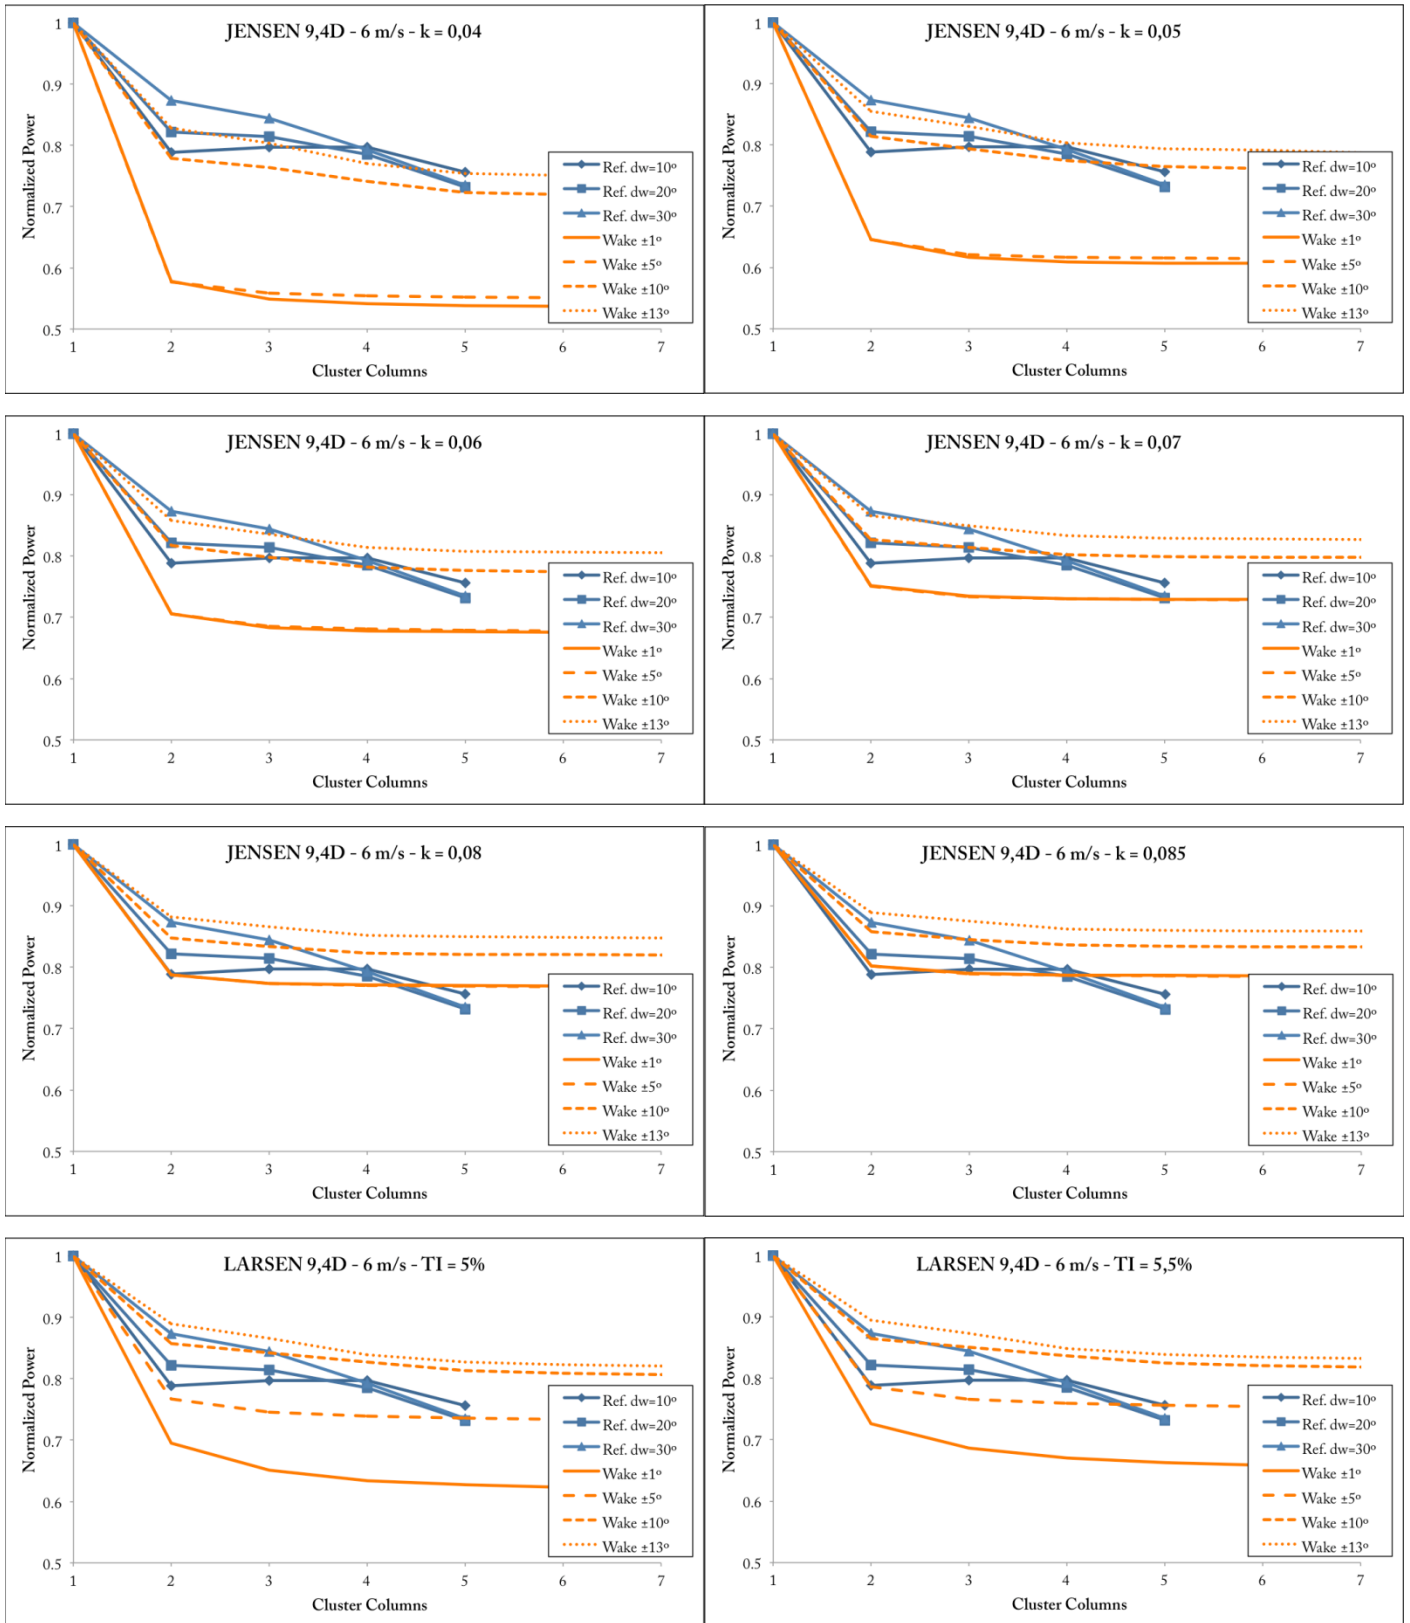 JENSEN 9,4D - 6 m/s - k = 0,04
Normalized Power
1
0.9
0.8
0.7
0.6
0.5
Ref. dw=10º
Ref. dw=20º
Ref. dw=30º
Wake ±1º
Wake ±5º
Wake ±10º
Wake ±13º
1 2 3 4 5 6 7
Cluster Columns
JENSEN 9,4D - 6 m/s - k = 0,05
Normalized Power
1
0.9
0.8
0.7
0.6
0.5
Ref. dw=10º
Ref. dw=20º
Ref. dw=30º
Wake ±1º
Wake ±5º
Wake ±10º
Wake ±13º
1 2 3 4 5 6 7
Cluster Columns
JENSEN 9,4D - 6 m/s - k = 0,06
Normalized Power
1
0.9
0.8
0.7
0.6
0.5
Ref. dw=10º
Ref. dw=20º
Ref. dw=30º
Wake ±1º
Wake ±5º
Wake ±10º
Wake ±13º
1 2 3 4 5 6 7
Cluster Columns
JENSEN 9,4D - 6 m/s - k = 0,07
Normalized Power
1
0.9
0.8
0.7
0.6
0.5
Ref. dw=10º
Ref. dw=20º
Ref. dw=30º
Wake ±1º
Wake ±5º
Wake ±10º
Wake ±13º
1 2 3 4 5 6 7
Cluster Columns
JENSEN 9,4D - 6 m/s - k = 0,08
Normalized Power
1
0.9
0.8
0.7
0.6
0.5
Ref. dw=10º
Ref. dw=20º
Ref. dw=30º
Wake ±1º
Wake ±5º
Wake ±10º
Wake ±13º
1 2 3 4 5 6 7
Cluster Columns
JENSEN 9,4D - 6 m/s - k = 0,085
Normalized Power
1
0.9
0.8
0.7
0.6
0.5
Ref. dw=10º
Ref. dw=20º
Ref. dw=30º
Wake ±1º
Wake ±5º
Wake ±10º
Wake ±13º
1 2 3 4 5 6 7
Cluster Columns
LARSEN 9,4D - 6 m/s - TI = 5%
Normalized Power
1
0.9
0.8
0.7
0.6
0.5
Ref. dw=10º
Ref. dw=20º
Ref. dw=30º
Wake ±1º
Wake ±5º
Wake ±10º
Wake ±13º
1 2 3 4 5 6 7
Cluster Columns
LARSEN 9,4D - 6 m/s - TI = 5,5%
Normalized Power
1
0.9
0.8
0.7
0.6
0.5
Ref. dw=10º
Ref. dw=20º
Ref. dw=30º
Wake ±1º
Wake ±5º
Wake ±10º
Wake ±13º
1 2 3 4 5 6 7
Cluster Columns